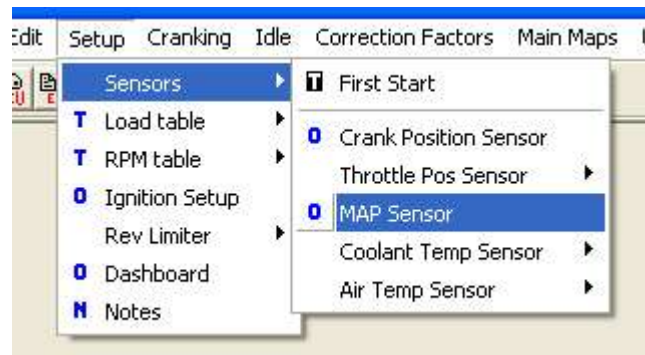 Edit Setup Cranking Idle Correction Factors Main Maps
Sensors
T Load table
T RPM table
O Ignition Setup
Rev Limiter
O Dashboard
N Notes
T First Start
O Crank Position Sensor
Throttle Pos Sensor
O MAP Sensor
Coolant Temp Sensor
Air Temp Sensor